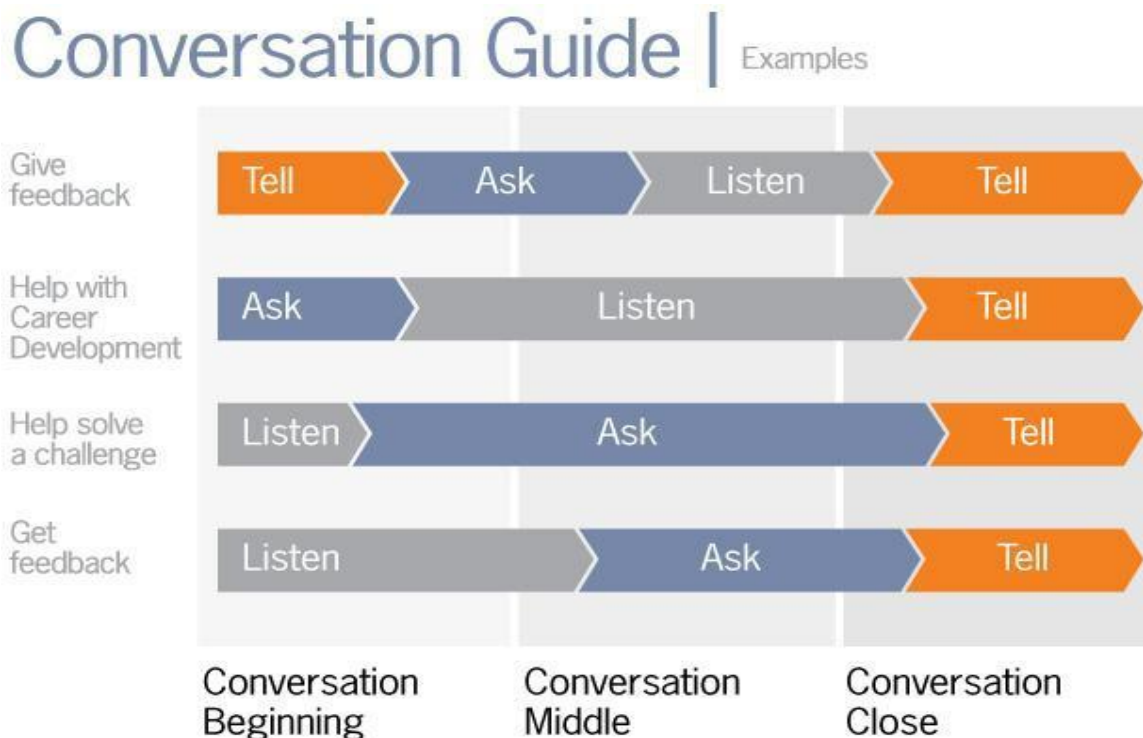 Conversation Guide | Examples
Give
feedback
Tell Ask Listen Tell
Help with
Career
Development
Ask Listen Tell
Help solve
a challenge
Listen Ask Tell
Get
feedback
Listen Ask Tell
Conversation
Beginning
Conversation
Middle
Conversation
Close